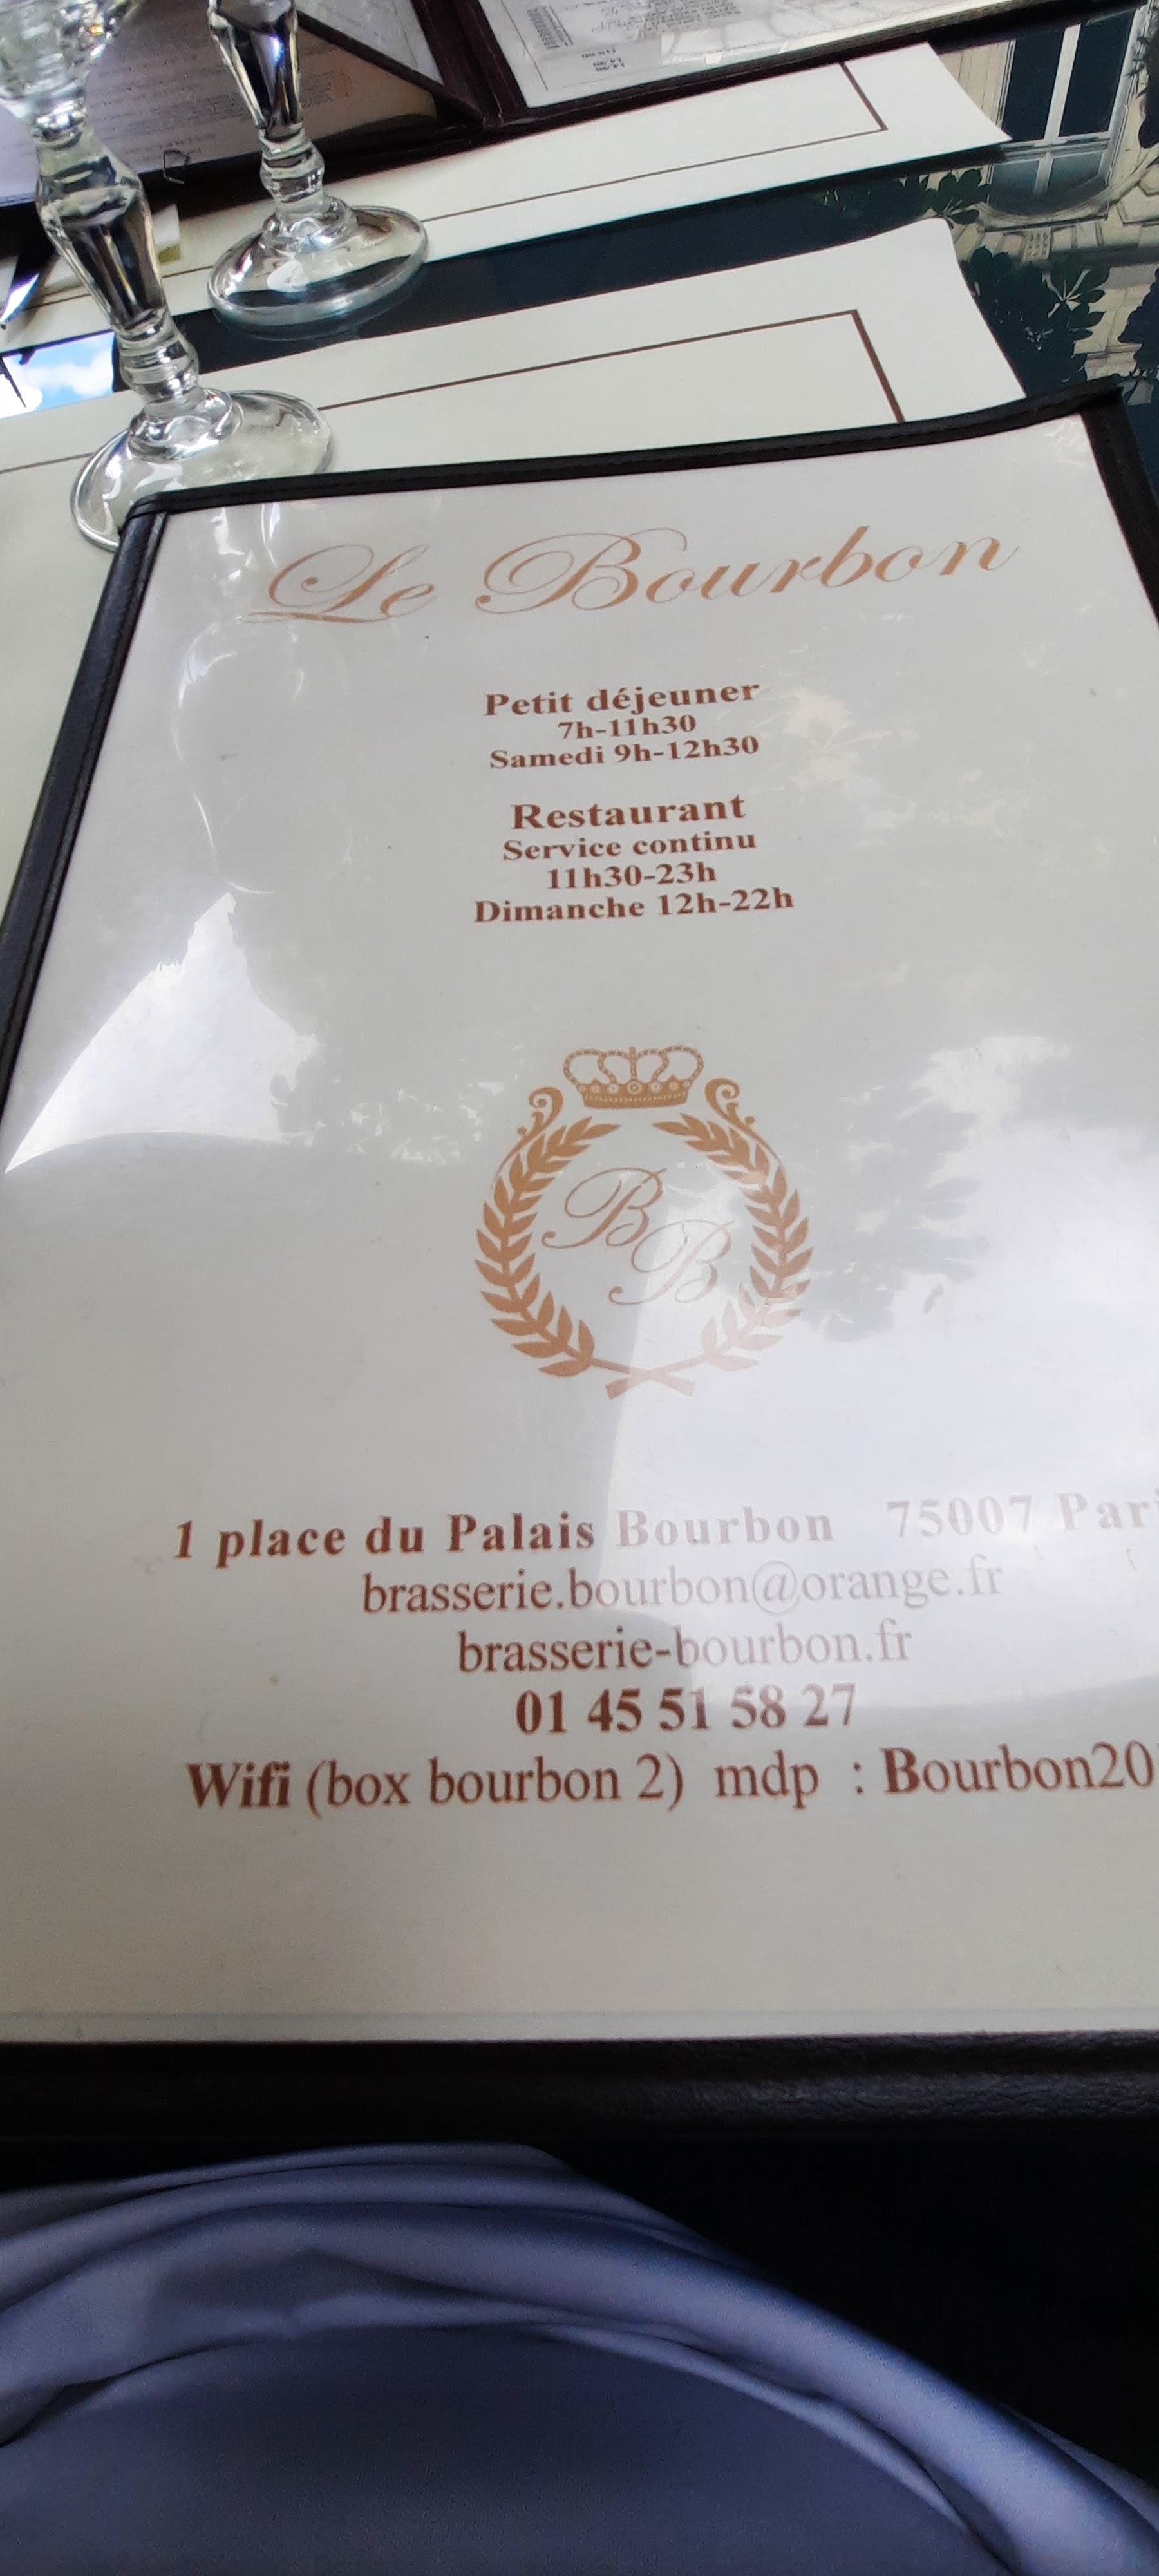 Le Bourbon
Petit déjeuner
7h-11h30
Samedi 9h-12h30
Restaurant
Service continu
11h30-23h
Dimanche 12h-22h
B
B
1 place du Palais Bourbon 75007
brasserie.bourbon@orange.fr
brasserie-bourbon.fr
01 45 51 58 27
Wifi (box bourbon 2) mdp : Bourbon20